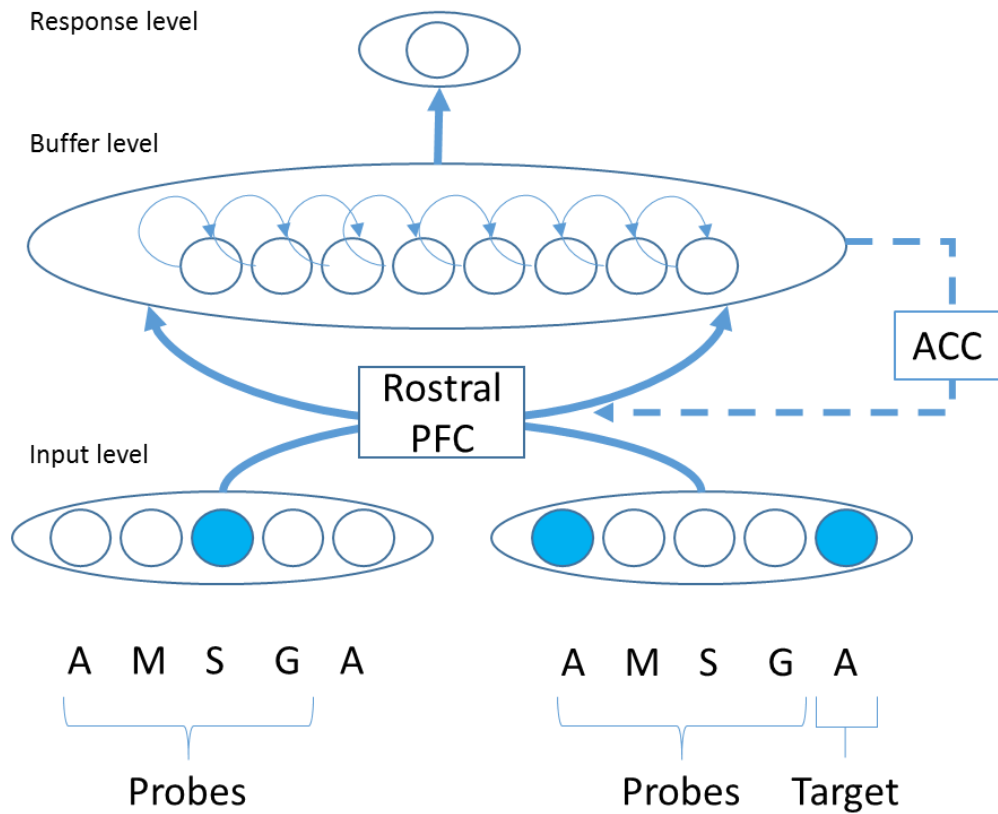 Response level
Buffer level
ACC
Rostral
PFC
Input level
A M S G A
A M S G A
Probes
Probes
Target